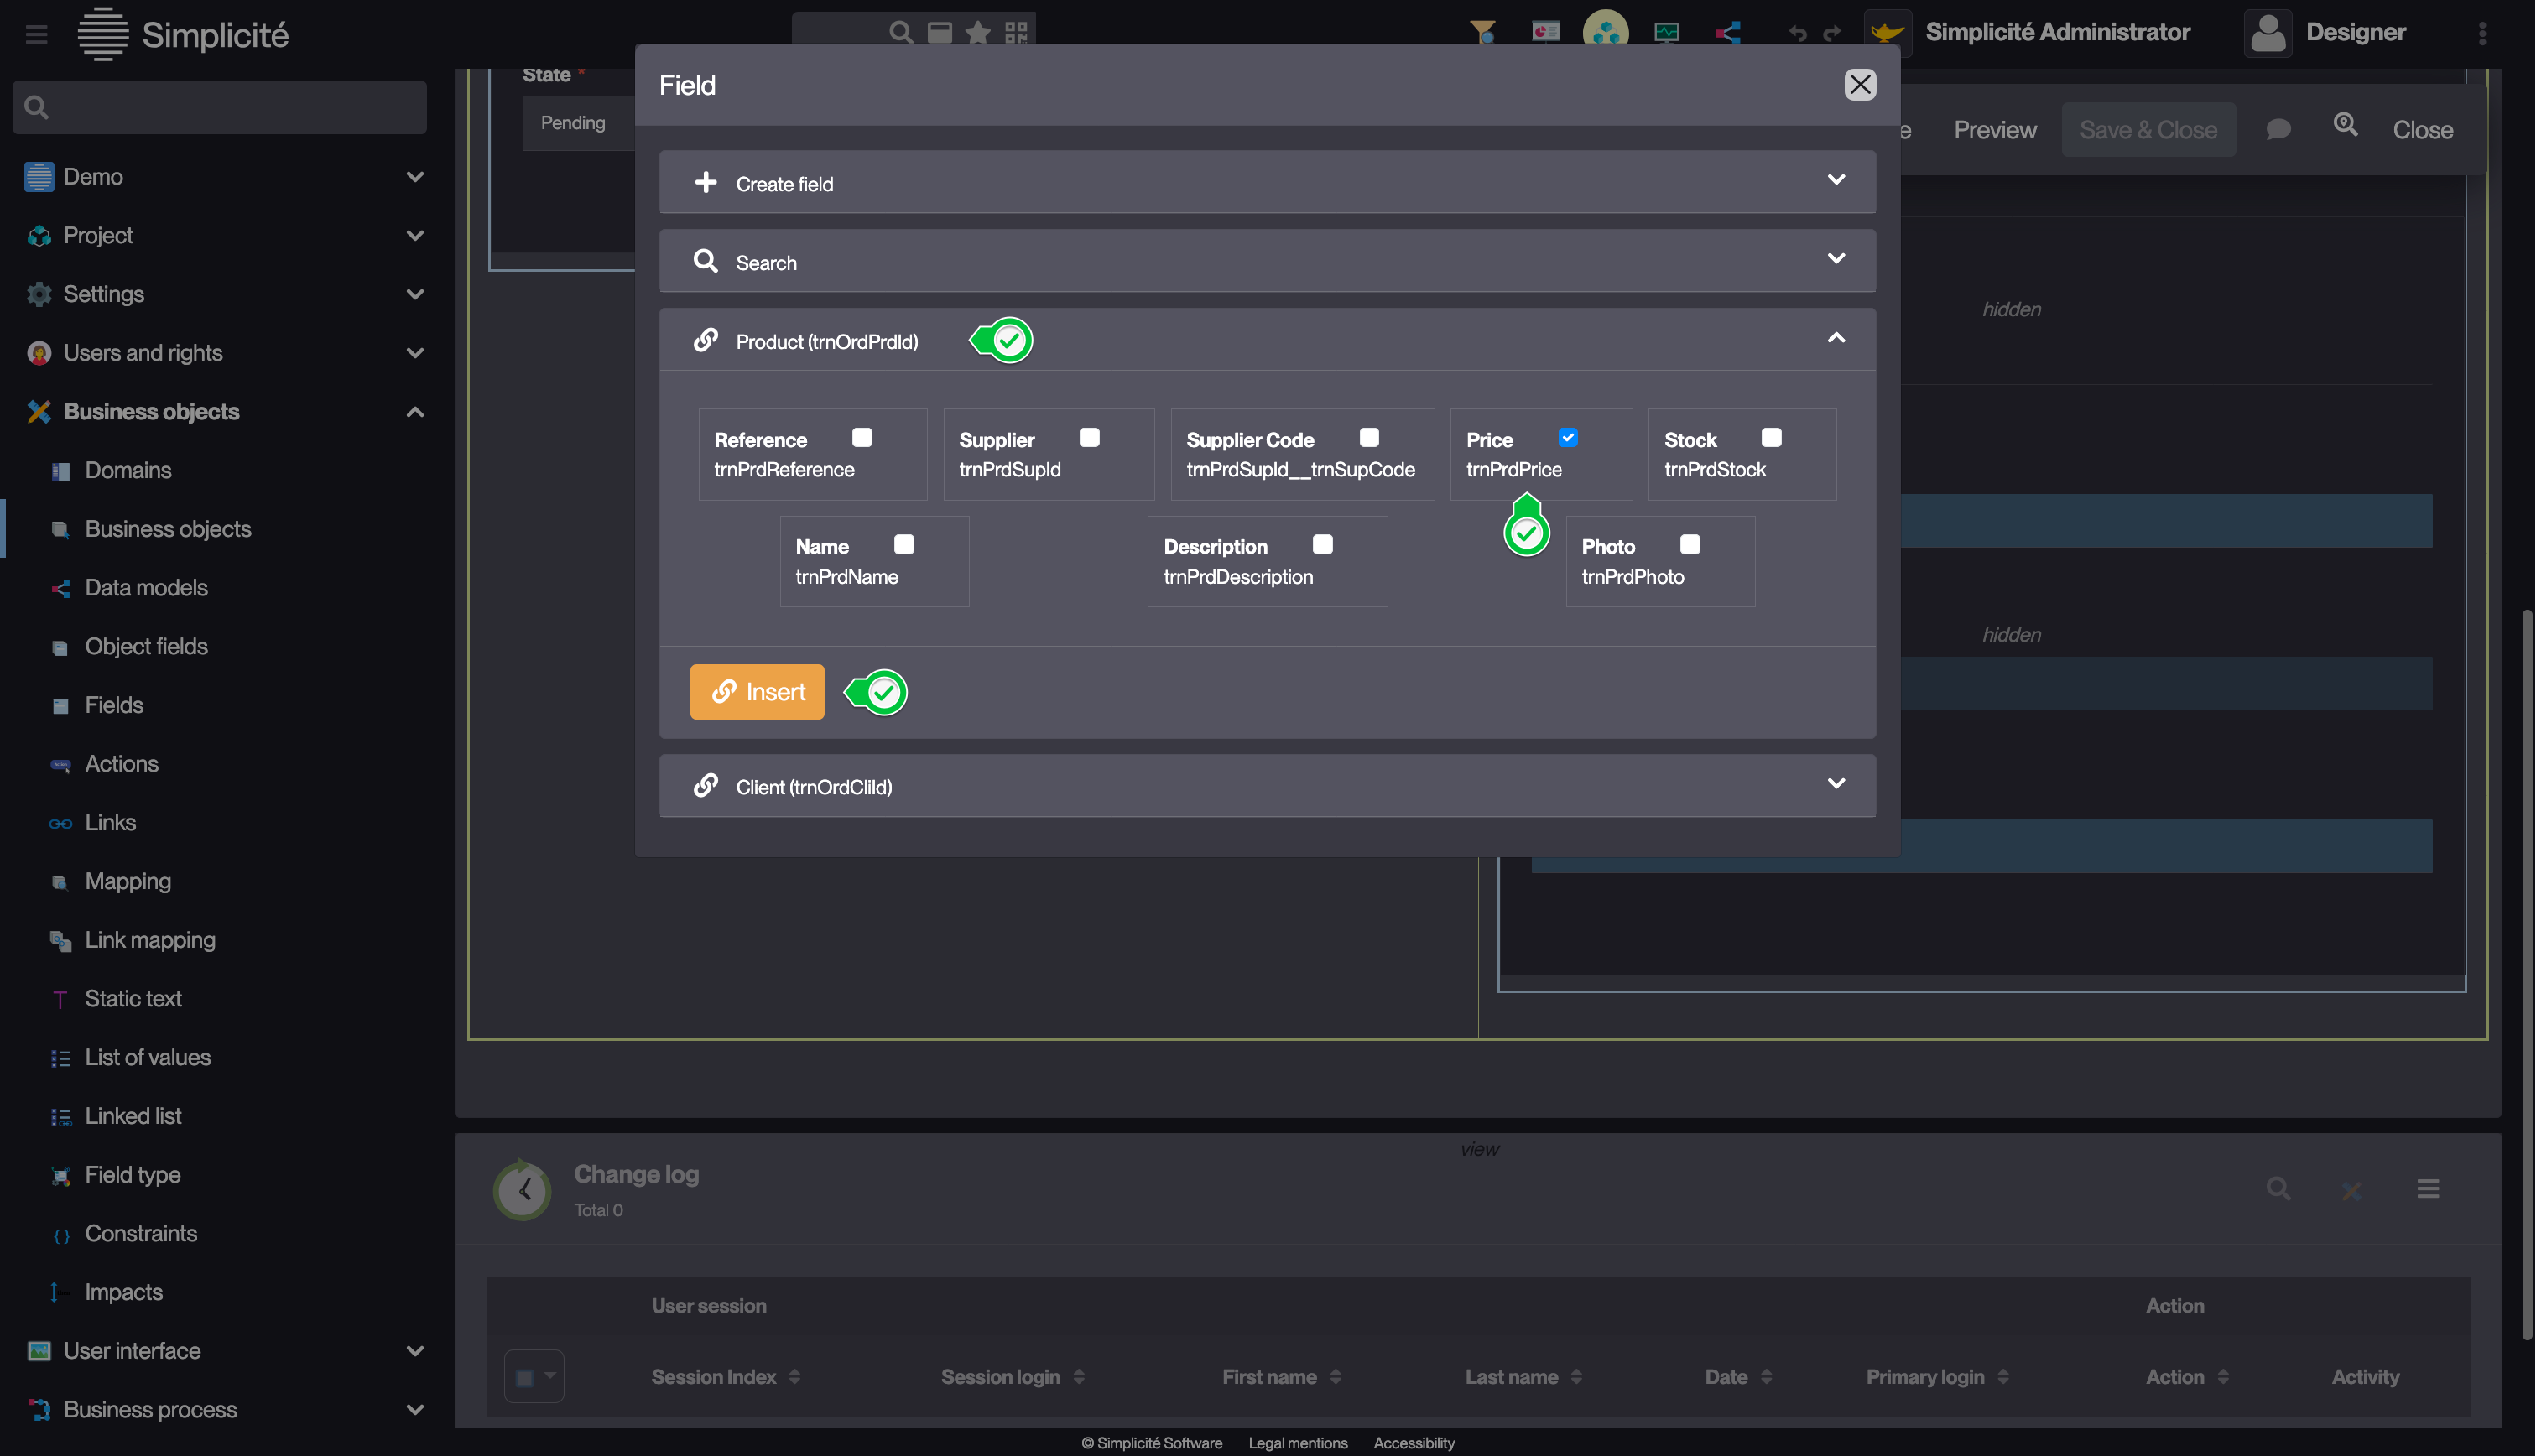 Simplicité
Simplicité Administrator
Designer
State *
Pending
Field
e
Preview
Save & Close
Close
Create field
Search
Product (trnOrdPrdId)
Reference
trnPrdReference
Supplier
trnPrdSupId
Supplier Code
trnPrdSupId__trnSupCode
Price
trnPrdPrice
Stock
trnPrdStock
Name
trnPrdName
Description
trnPrdDescription
Photo
trnPrdPhoto
Insert
Client (trnOrdCliId)
hidden
hidden
Demo
Project
Settings
Users and rights
Business objects
Domains
Business objects
Data models
Object fields
Fields
Actions
Links
Mapping
Link mapping
Static text
List of values
Linked list
Field type
Constraints
Impacts
User interface
Business process
view
Change log
Total 0
User session
Action
Session Index
Session login
First name
Last name
Date
Primary login
Action
Activity
© Simplicité Software
Legal mentions
Accessibility